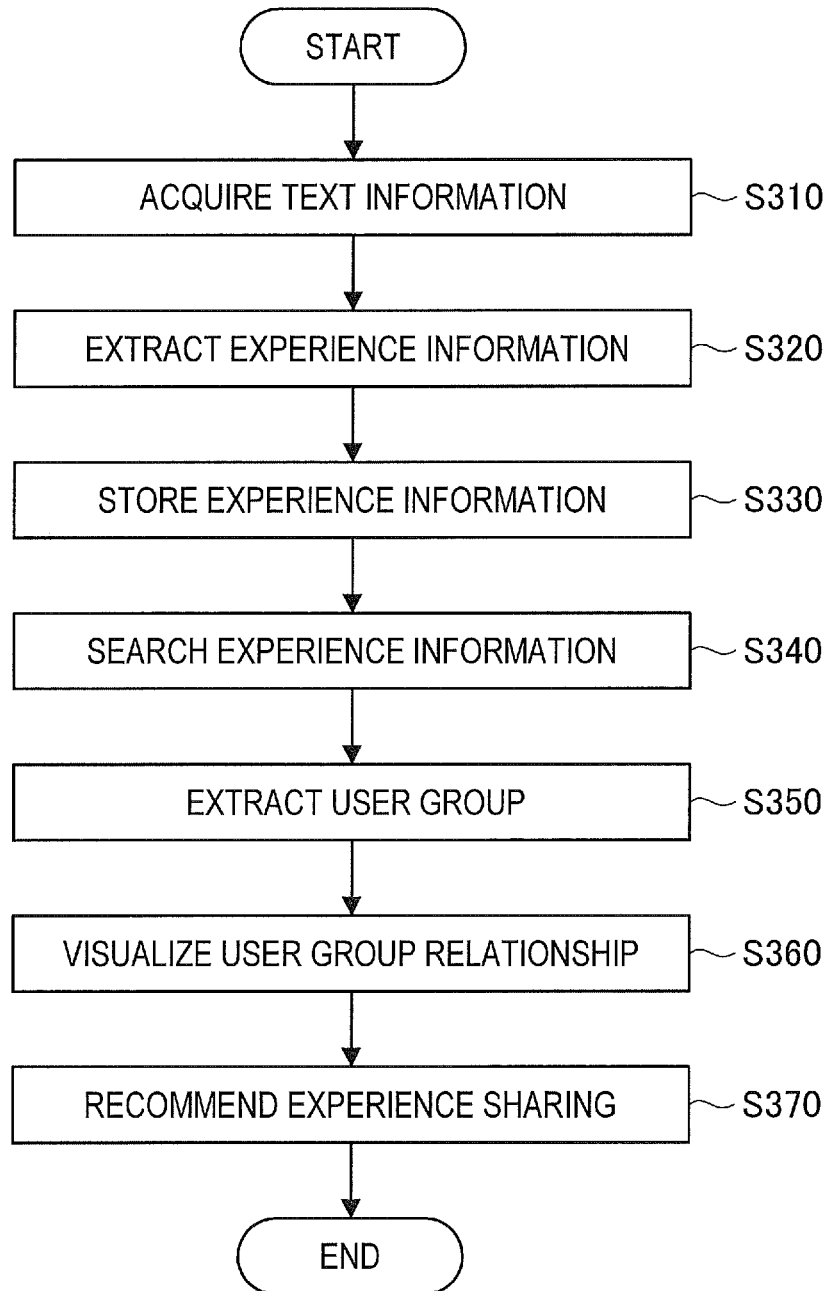 START
ACQUIRE TEXT INFORMATION S310
EXTRACT EXPERIENCE INFORMATION S320
STORE EXPERIENCE INFORMATION S330
SEARCH EXPERIENCE INFORMATION S340
EXTRACT USER GROUP S350
VISUALIZE USER GROUP RELATIONSHIP S360
RECOMMEND EXPERIENCE SHARING S370
END